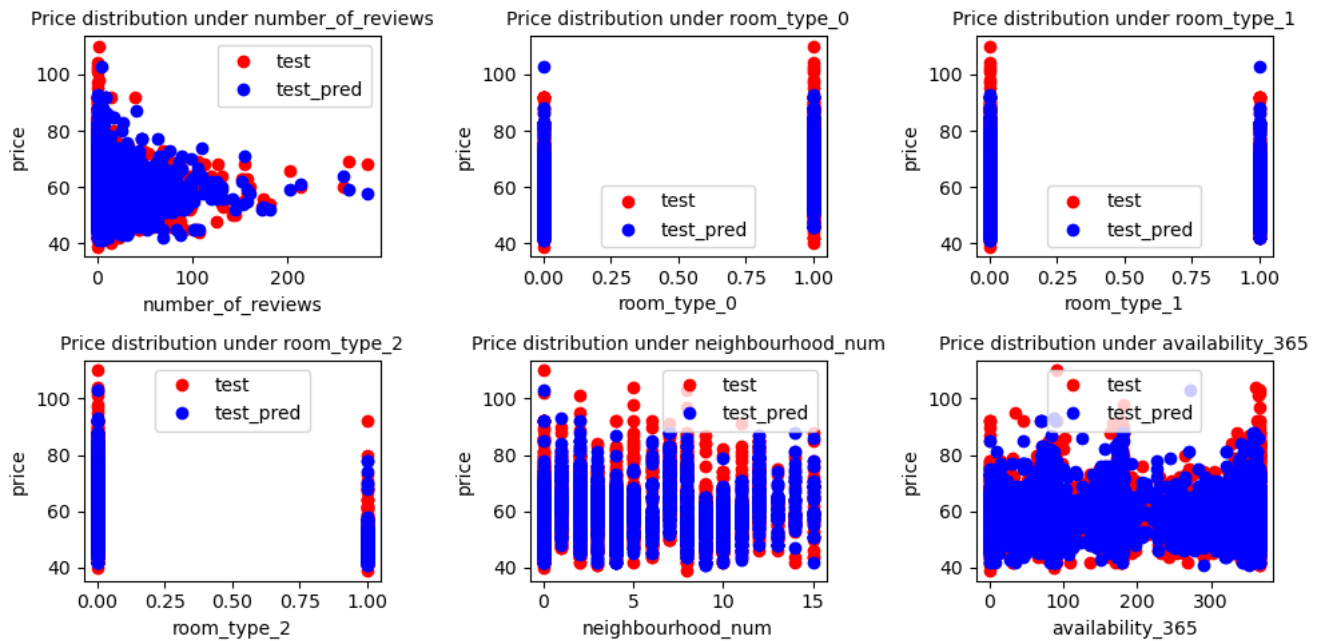 Price distribution under number_of_reviews
price
100
80
60
40
test
test_pred
0
100
200
number_of_reviews
Price distribution under room_type_0
price
100
80
60
40
test
test_pred
0.00
0.25
0.50
0.75
1.00
room_type_0
Price distribution under room_type_1
price
100
80
60
40
test
test_pred
0.00
0.25
0.50
0.75
1.00
room_type_1
Price distribution under room_type_2
price
100
80
60
40
test
test_pred
0.00
0.25
0.50
0.75
1.00
room_type_2
Price distribution under neighbourhood_num
price
100
80
60
40
test
test_pred
0
5
10
15
neighbourhood_num
Price distribution under availability_365
price
100
80
60
40
test
test_pred
0
100
200
300
availability_365